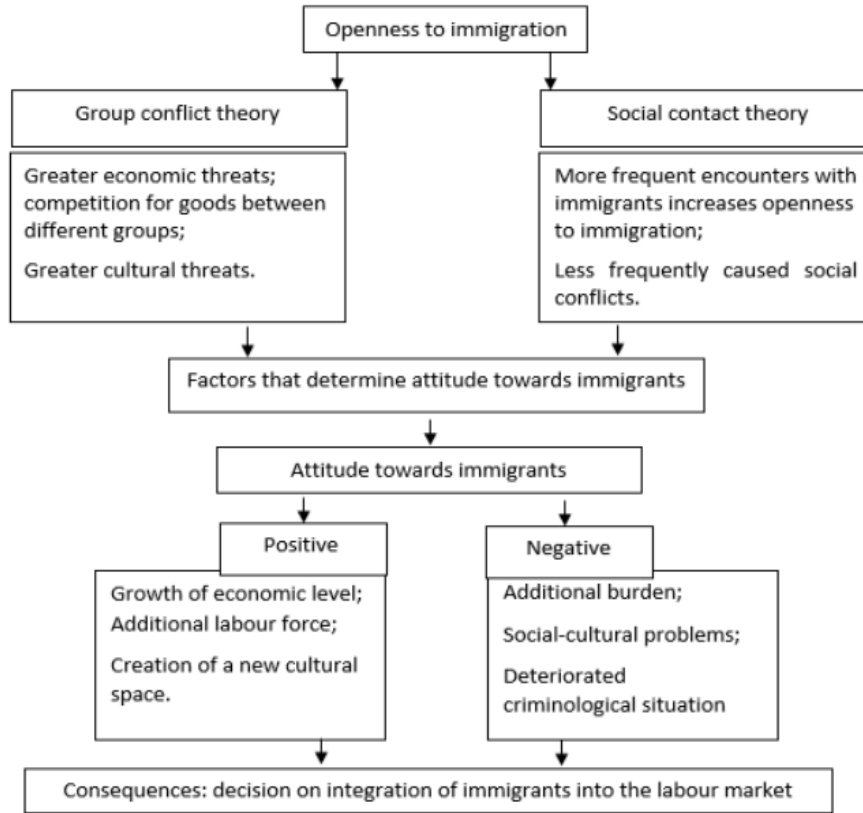 Openness to immigration
Group conflict theory
Greater economic threats;
competition for goods between
different groups;
Greater cultural threats.
Social contact theory
More frequent encounters with
immigrants increases openness
to immigration;
Less frequently caused social
conflicts.
Factors that determine attitude towards immigrants
Attitude towards immigrants
Positive
Growth of economic level;
Additional labour force;
Creation of a new cultural
space.
Negative
Additional burden;
Social-cultural problems;
Deteriorated
criminological situation
Consequences: decision on integration of immigrants into the labour market